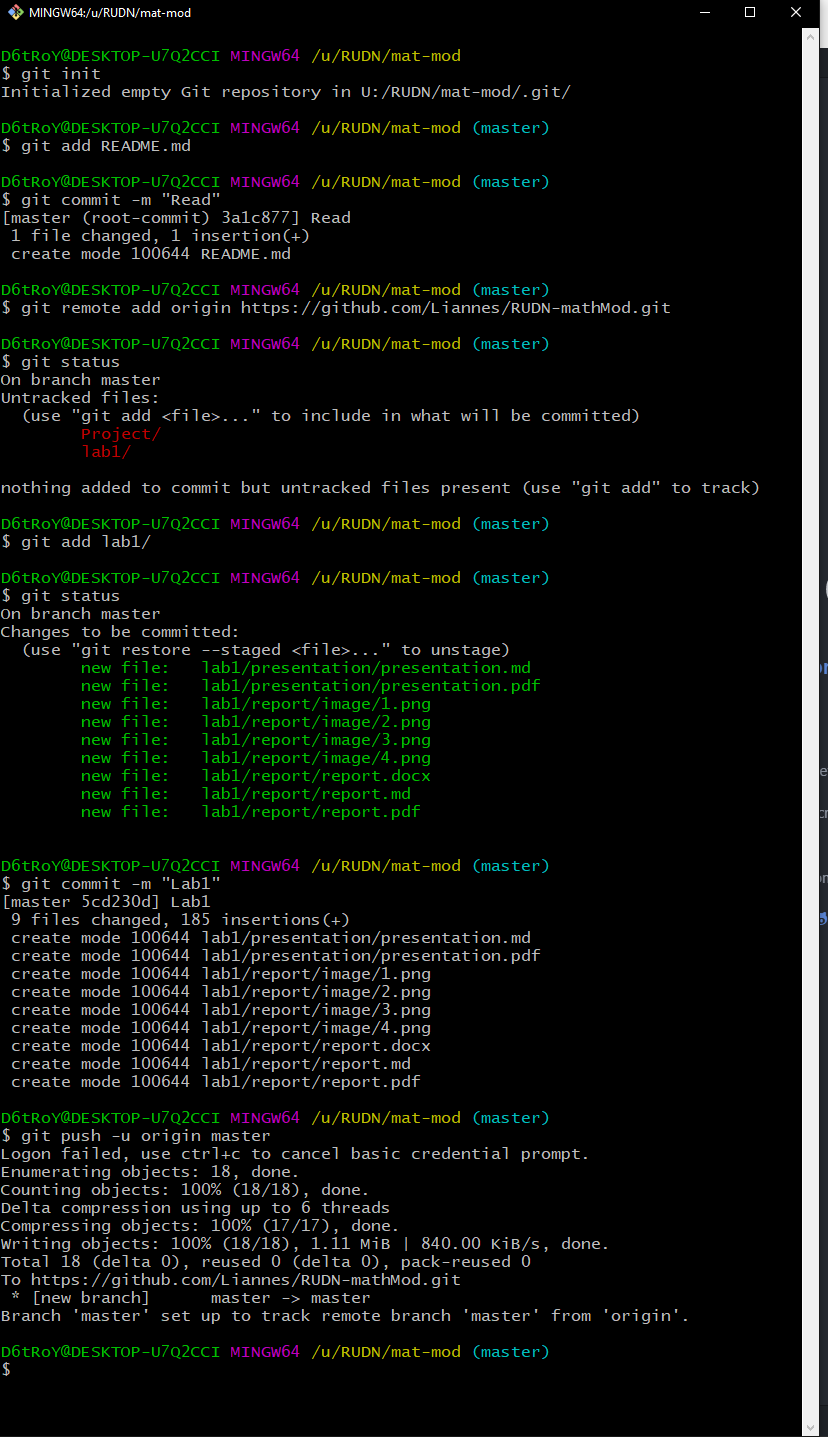 MINGW64:/u/RUDN/mat-mod
D6tRoY@DESKTOP-U7Q2CCI MINGW64 /u/RUDN/mat-mod
$ git init
Initialized empty Git repository in U:/RUDN/mat-mod/.git/
D6tRoY@DESKTOP-U7Q2CCI MINGW64 /u/RUDN/mat-mod (master)
$ git add README.md
D6tRoY@DESKTOP-U7Q2CCI MINGW64 /u/RUDN/mat-mod (master)
$ git commit -m "Read"
[master (root-commit) 3a1c877] Read
 1 file changed, 1 insertion(+)
 create mode 100644 README.md
D6tRoY@DESKTOP-U7Q2CCI MINGW64 /u/RUDN/mat-mod (master)
$ git remote add origin https://github.com/Liannes/RUDN-mathMod.git
D6tRoY@DESKTOP-U7Q2CCI MINGW64 /u/RUDN/mat-mod (master)
$ git status
On branch master
Untracked files:
  (use "git add <file>..." to include in what will be committed)
        Project/
        lab1/
nothing added to commit but untracked files present (use "git add" to track)
D6tRoY@DESKTOP-U7Q2CCI MINGW64 /u/RUDN/mat-mod (master)
$ git add lab1/
D6tRoY@DESKTOP-U7Q2CCI MINGW64 /u/RUDN/mat-mod (master)
$ git status
On branch master
Changes to be committed:
  (use "git restore --staged <file>..." to unstage)
        new file:   lab1/presentation/presentation.md
        new file:   lab1/presentation/presentation.pdf
        new file:   lab1/report/image/1.png
        new file:   lab1/report/image/2.png
        new file:   lab1/report/image/3.png
        new file:   lab1/report/image/4.png
        new file:   lab1/report/report.docx
        new file:   lab1/report/report.md
        new file:   lab1/report/report.pdf
D6tRoY@DESKTOP-U7Q2CCI MINGW64 /u/RUDN/mat-mod (master)
$ git commit -m "Lab1"
[master 5cd230d] Lab1
 9 files changed, 185 insertions(+)
 create mode 100644 lab1/presentation/presentation.md
 create mode 100644 lab1/presentation/presentation.pdf
 create mode 100644 lab1/report/image/1.png
 create mode 100644 lab1/report/image/2.png
 create mode 100644 lab1/report/image/3.png
 create mode 100644 lab1/report/image/4.png
 create mode 100644 lab1/report/report.docx
 create mode 100644 lab1/report/report.md
 create mode 100644 lab1/report/report.pdf
D6tRoY@DESKTOP-U7Q2CCI MINGW64 /u/RUDN/mat-mod (master)
$ git push -u origin master
Logon failed, use ctrl+c to cancel basic credential prompt.
Enumerating objects: 18, done.
Counting objects: 100% (18/18), done.
Delta compression using up to 6 threads
Compressing objects: 100% (17/17), done.
Writing objects: 100% (18/18), 1.11 MiB | 840.00 KiB/s, done.
Total 18 (delta 0), reused 0 (delta 0), pack-reused 0
To https://github.com/Liannes/RUDN-mathMod.git
 * [new branch]      master -> master
Branch 'master' set up to track remote branch 'master' from 'origin'.
D6tRoY@DESKTOP-U7Q2CCI MINGW64 /u/RUDN/mat-mod (master)
$